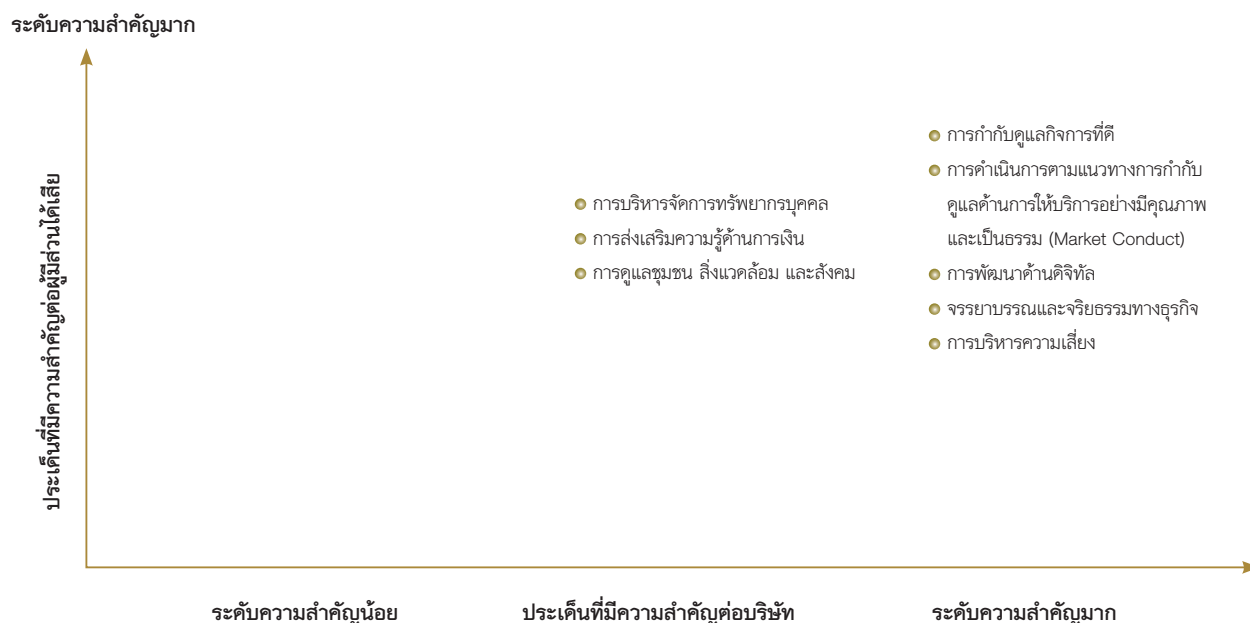 ระดับความสำคัญมาก
ประเด็นที่มีความสำคัญต่อผู้มีส่วนได้เสีย
การบริหารจัดการทรัพยากรบุคคล
การส่งเสริมความรู้ด้านการเงิน
การดูแลชุมชน สิ่งแวดล้อม และสังคม
การกำกับดูแลกิจการที่ดี
การดำเนินการตามแนวทางการกำกับ
ดูแลด้านการให้บริการอย่างมีคุณภาพ
และเป็นธรรม (Market Conduct)
การพัฒนาด้านดิจิทัล
จรรยาบรรณและจริยธรรมทางธุรกิจ
การบริหารความเสี่ยง
ระดับความสำคัญน้อย
ประเด็นที่มีความสำคัญต่อบริษัท
ระดับความสำคัญมาก